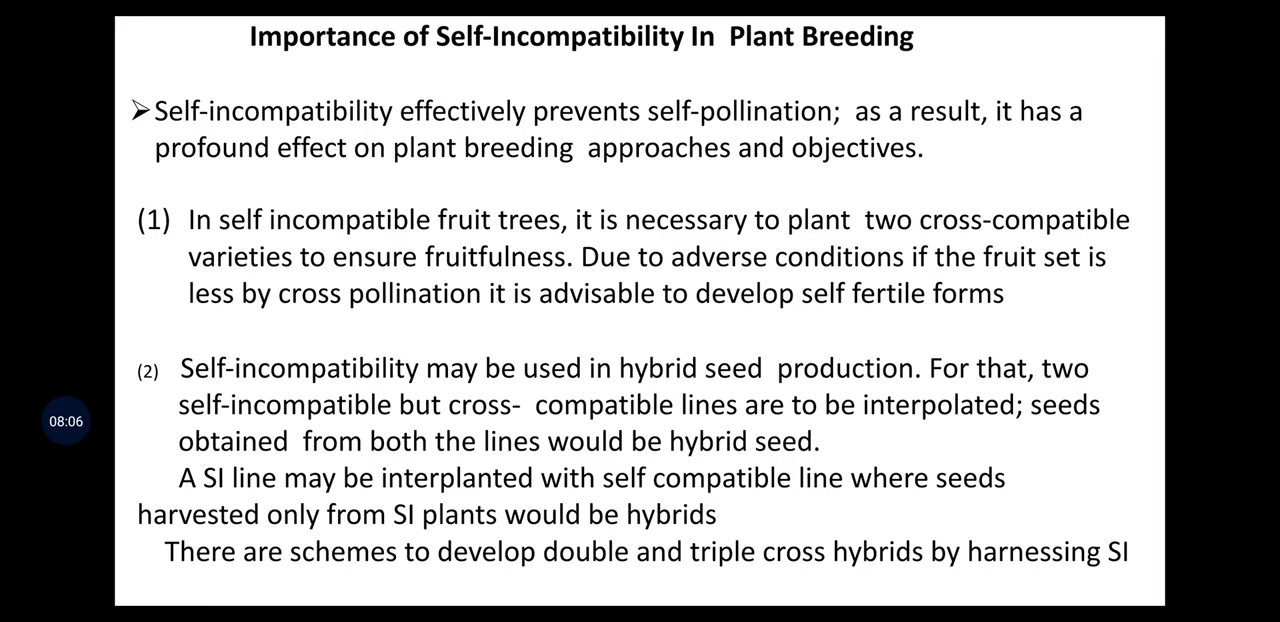 Importance of Self-Incompatibility In Plant Breeding
➢Self-incompatibility effectively prevents self-pollination; as a result, it has a
profound effect on plant breeding approaches and objectives.
(1) In self incompatible fruit trees, it is necessary to plant two cross-compatible
varieties to ensure fruitfulness. Due to adverse conditions if the fruit set is
less by cross pollination it is advisable to develop self fertile forms
(2) Self-incompatibility may be used in hybrid seed production. For that, two
self-incompatible but cross- compatible lines are to be interpolated; seeds
08:06
obtained from both the lines would be hybrid seed.
A SI line may be interplanted with self compatible line where seeds
harvested only from SI plants would be hybrids
There are schemes to develop double and triple cross hybrids by harnessing SI